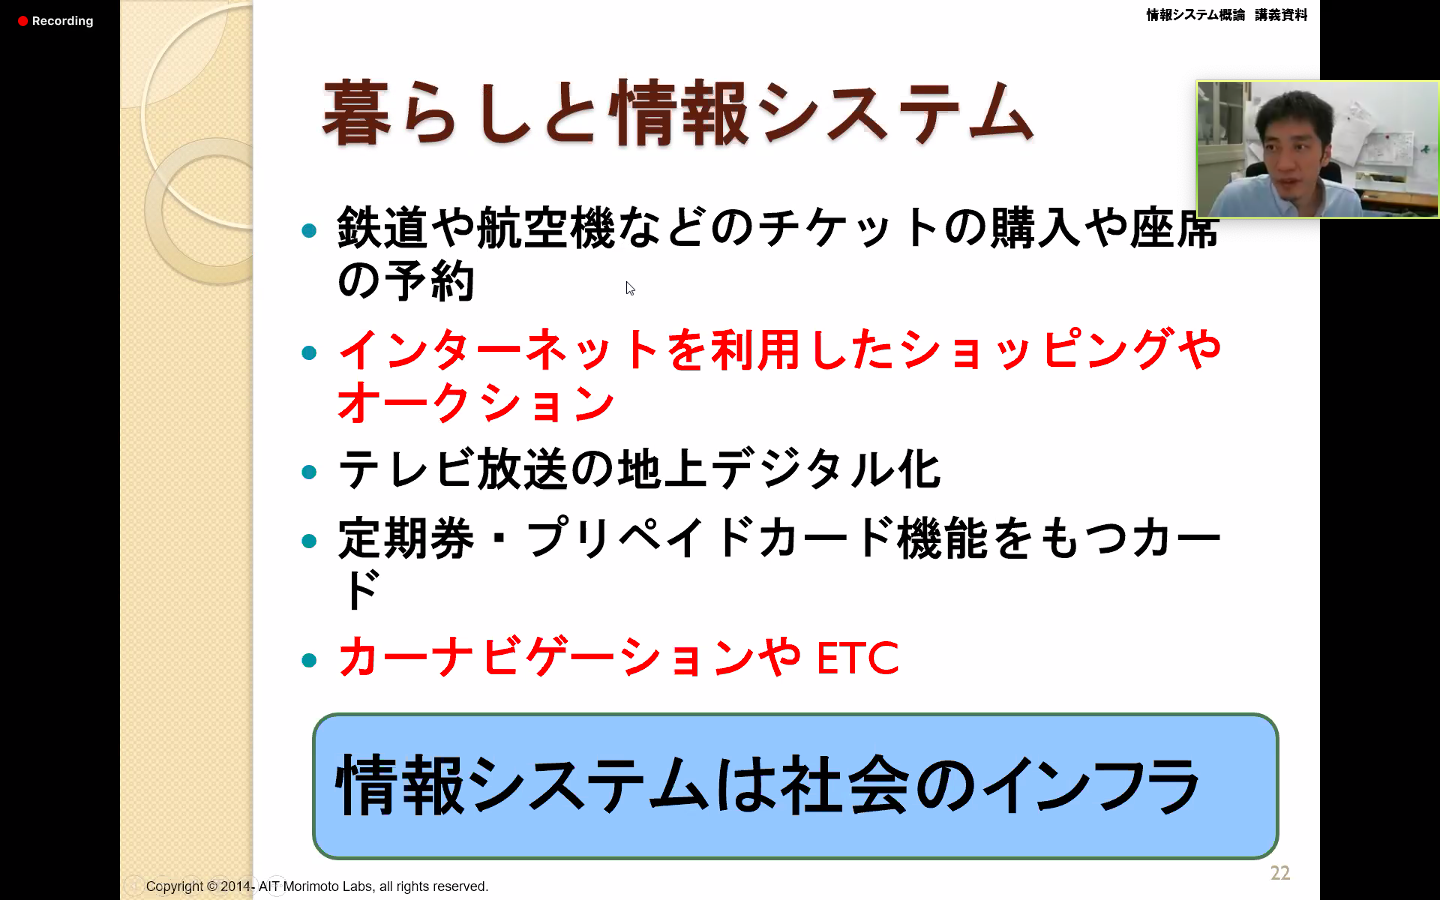 Recording
情報システム概論 講義資料
暮らしと情報システム
鉄道や航空機などのチケットの購入や座席
の予約
インターネットを利用したショッピングや
オークション
テレビ放送の地上デジタル化
定期券・プリペイドカード機能をもつカー
ド
カーナビゲーションや ETC
情報システムは社会のインフラ
22
Copyright © 2014- AIT Morimoto Labs, all rights reserved.